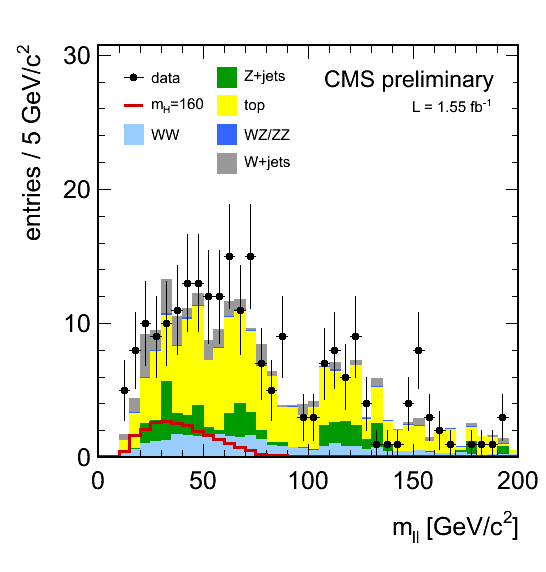 30
20
10
0
entries / 5 GeV/c²
data
m_H=160
WW
Z+jets
top
WZ/ZZ
W+jets
CMS preliminary
L = 1.55 fb⁻¹
0 50 100 150 200
m_ll [GeV/c²]